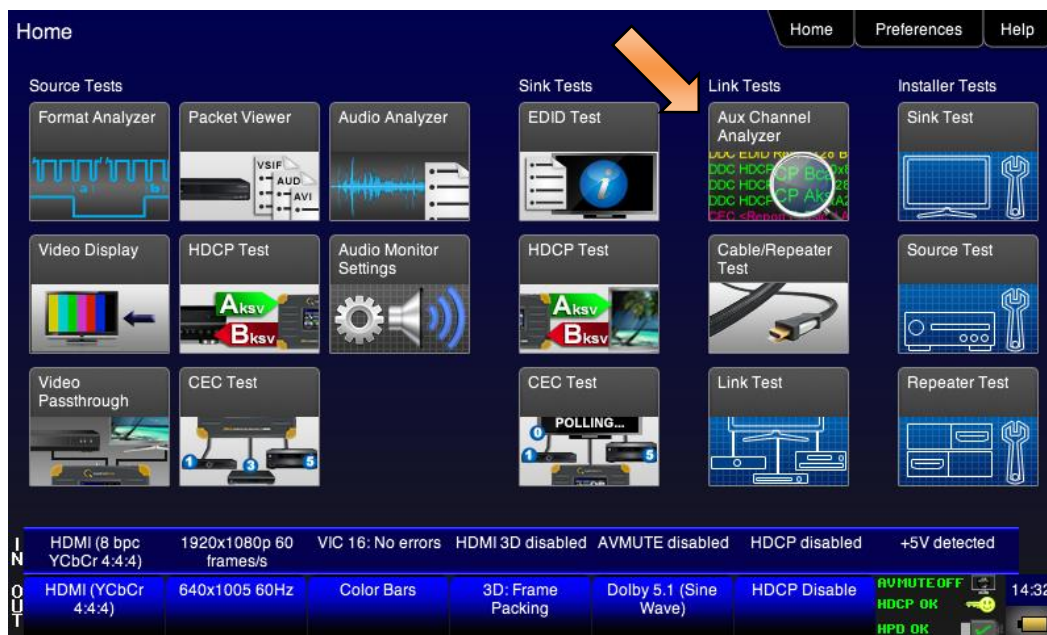 Home
Home Preferences Help
Source Tests
Sink Tests
Link Tests
Installer Tests
Format Analyzer
Packet Viewer
VSIF
AUD
AVI
Audio Analyzer
EDID Test
Aux Channel
Analyzer
DDC HDCP
CP
DDC HDCP
DDC HDCP
CP
Sink Test
Video Display
HDCP Test
Aksv
Bksv
Audio Monitor
Settings
HDCP Test
Aksv
Bksv
Cable/Repeater
Test
Source Test
Video
Passthrough
CEC Test
1 3 5
CEC Test
POLLING...
0
1 5
Link Test
Repeater Test
IN
HDMI (8 bpc
YCbCr 4:4:4)
1920x1080p 60
frames/s
VIC 16: No errors
HDMI 3D disabled
AVMUTE disabled
HDCP disabled
+5V detected
OUT
HDMI (YCbCr
4:4:4)
640x1005 60Hz
Color Bars
3D: Frame
Packing
Dolby 5.1 (Sine
Wave)
HDCP Disable
AVMUTE OFF
HDCP OK
HPD OK
14:32